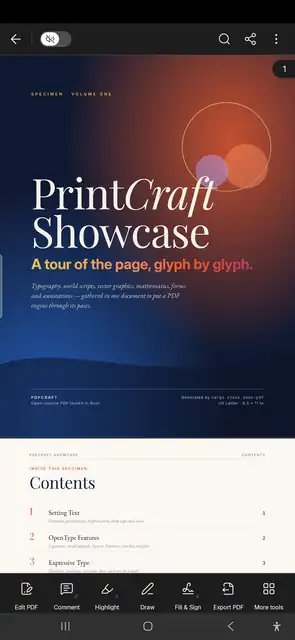 1
SPECIMEN · VOLUME ONE
PrintCraft
Showcase
A tour of the page, glyph by glyph.
Typography, world scripts, vector graphics, mathematics, forms
and annotations — gathered in one document to put a PDF
engine through its paces.
PDFCRAFT
Open-source PDF toolkit in Rust
Generated by cargo xtask demo-pdf
US Letter · 8.5 × 11 in
PDFCRAFT SHOWCASE
CONTENTS
INSIDE THIS SPECIMEN
Contents
1 Setting Text 1
2 OpenType Features 2
3 Expressive Type 3
Edit PDF
Comment
Highlight
Draw
Fill & Sign
Export PDF
More tools